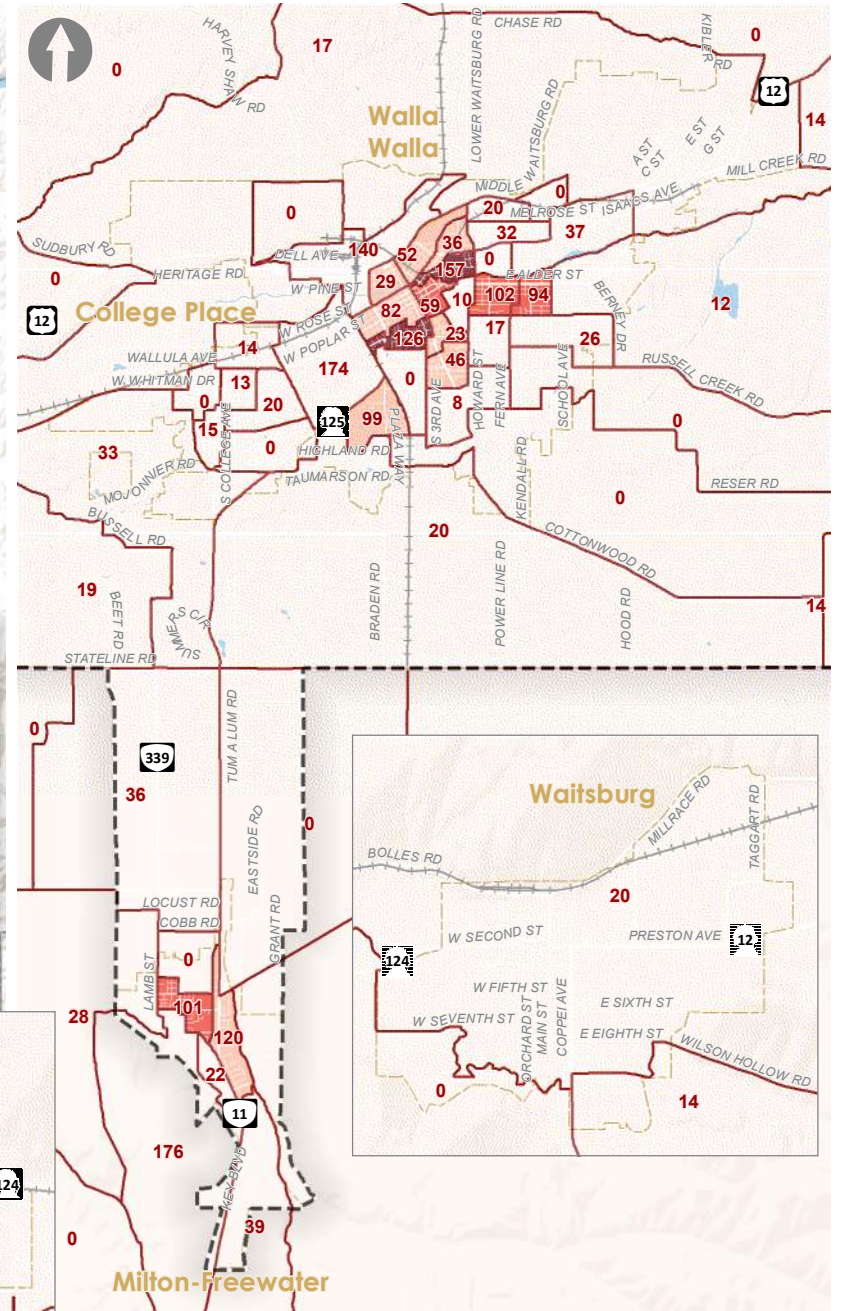 HARVEY SHAW RD
LOWER WAITSBURG RD
CHASE RD
KIBLER RD
0
17
0
12
14
Walla
Walla
MIDDLE WAITSBURG RD
A ST
C ST
E ST
G ST
MILL CREEK RD
0
ISAACS AVE
MELROSE ST
20
0
37
32
36
52
140
DELL AVE
SUDBURY RD
HERITAGE RD
0
0
157
E ALDER ST
29
W PINE ST
102
94
10
59
82
College Place
12
W ROSE ST
W POPLAR ST
BERNEY DR
12
126
23
17
26
14
WALLULA AVE
W WHITMAN DR
174
46
RUSSELL CREEK RD
13
0
20
0
8
S 3RD AVE
HOWARD ST
FERN AVE
SCHOOL AVE
99
PLAZA WAY
125
15
S COLLEGE AVE
0
HIGHLAND RD
TAUMARSON RD
33
MOJONNIER RD
KENDALL RD
0
RESER RD
0
BUSSELL RD
20
COTTONWOOD RD
19
BEET RD
SUMMERS CIR
BRADEN RD
POWER LINE RD
HOOD RD
14
STATELINE RD
0
339
TUM A LUM RD
36
EASTSIDE RD
0
LOCUST RD
COBB RD
GRANT RD
LAMB ST
0
28
101
120
22
11
176
KEY BLVD
39
0
124
Milton-Freewater
Waitsburg
MILLRACE RD
TAGGART RD
BOLLES RD
20
W SECOND ST
PRESTON AVE
12
124
W FIFTH ST
E SIXTH ST
W SEVENTH ST
ORCHARD ST
MAIN ST
COPPEI AVE
E EIGHTH ST
WILSON HOLLOW RD
0
14